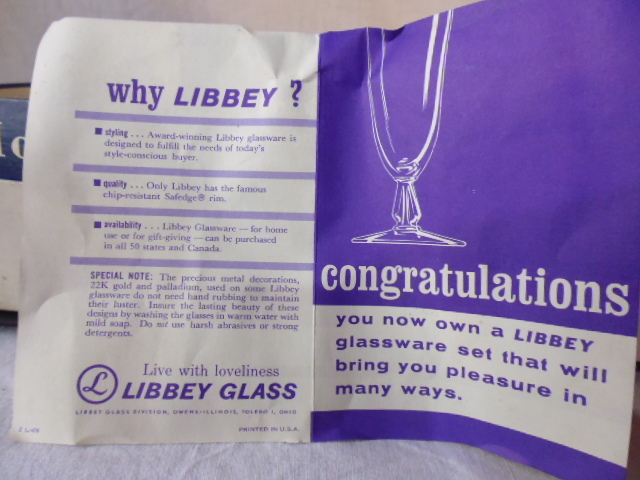 why LIBBEY ?
■ styling . . . Award-winning Libbey glassware is
designed to fulfill the needs of today's
style-conscious buyer.
■ quality . . . Only Libbey has the famous
chip-resistant Safedge® rim.
■ availability . . . Libbey Glassware — for home
use or for gift-giving — can be purchased
in all 50 states and Canada.
SPECIAL NOTE: The precious metal decorations,
22K gold and palladium, used on some Libbey
glassware do not need hand rubbing to maintain
their luster. Insure the lasting beauty of these
designs by washing the glasses in warm water with
mild soap. Do not use harsh abrasives or strong
detergents.
Live with loveliness
L LIBBEY GLASS
LIBBEY GLASS DIVISION, OWENS-ILLINOIS, TOLEDO 1, OHIO
PRINTED IN U.S.A.
congratulations
you now own a LIBBEY
glassware set that will
bring you pleasure in
many ways.